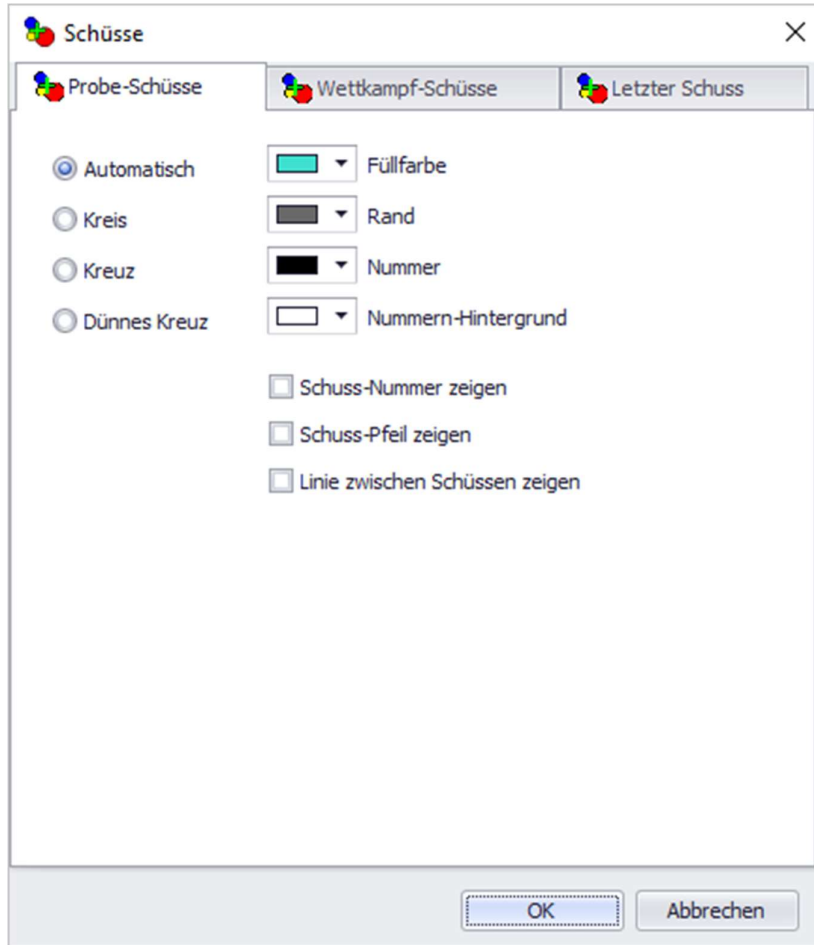 Schüsse
Probe-Schüsse Wettkampf-Schüsse Letzter Schuss
Automatisch Füllfarbe
Kreis Rand
Kreuz Nummer
Dünnes Kreuz Nummern-Hintergrund
Schuss-Nummer zeigen
Schuss-Pfeil zeigen
Linie zwischen Schüssen zeigen
OK Abbrechen